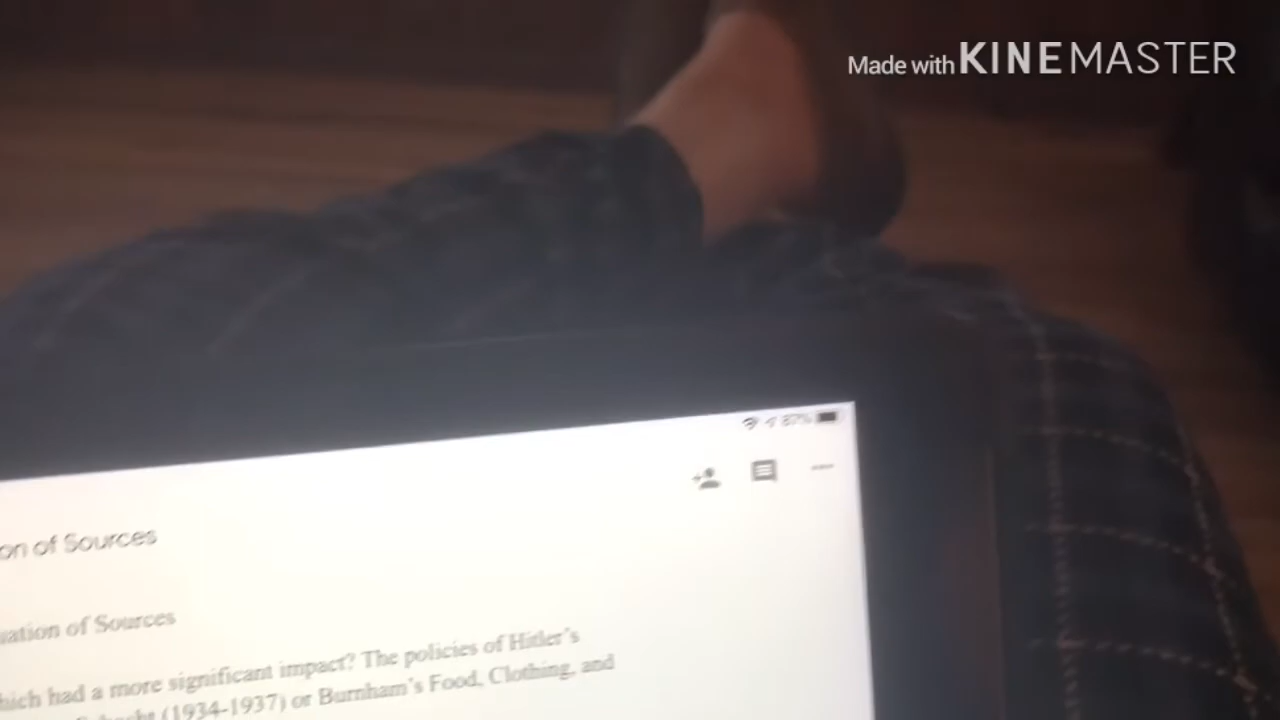 Made with KINEMASTER
87%
on of Sources
uation of Sources
hich had a more significant impact? The policies of Hitler's
(1934-1937) or Burnham's Food, Clothing, and